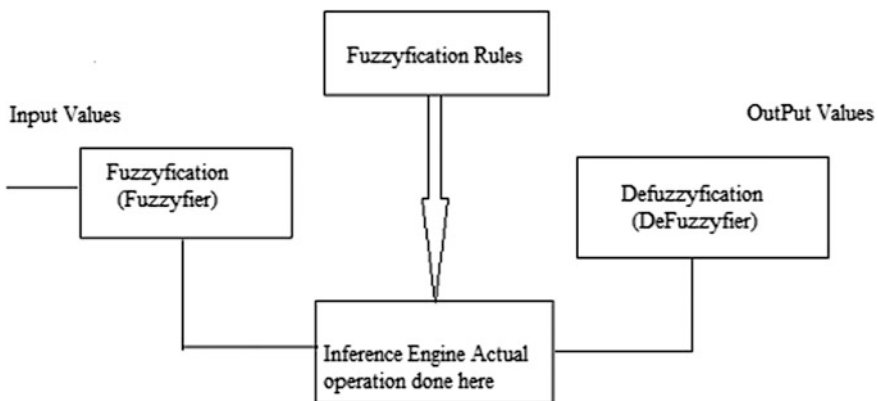 Fuzzyfication Rules
Input Values
OutPut Values
Fuzzyfication
(Fuzzyfier)
Defuzzyfication
(DeFuzzyfier)
Inference Engine Actual
operation done here